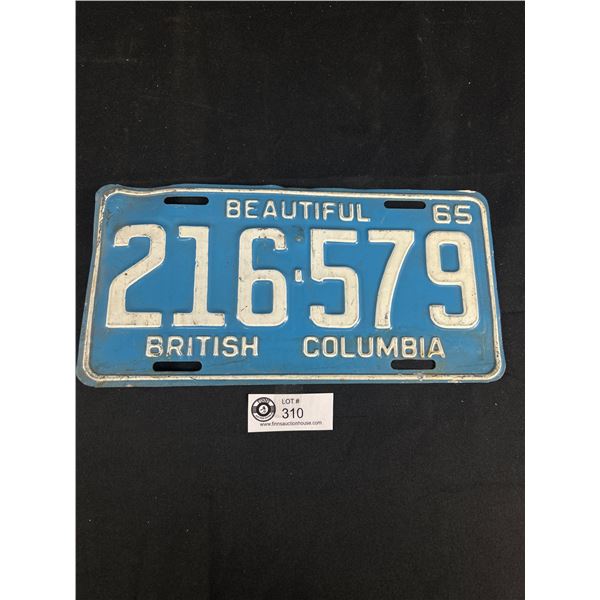 BEAUTIFUL 65
216-579
BRITISH COLUMBIA
LOT #
310
www.finnsauctionhouse.com